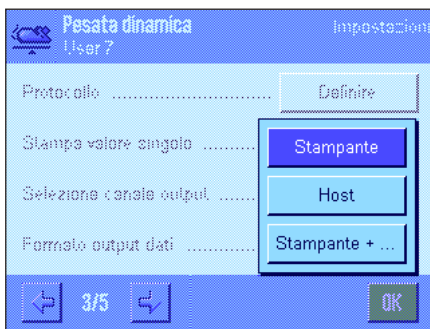 Pesata dinamica
Impostazioni
User 7
Protocollo ............................ Definire
Stampa valore singolo ......... Stampante
Selezione canale output ....... Host
Formato output dati ............ Stampante + ...
3/5
OK